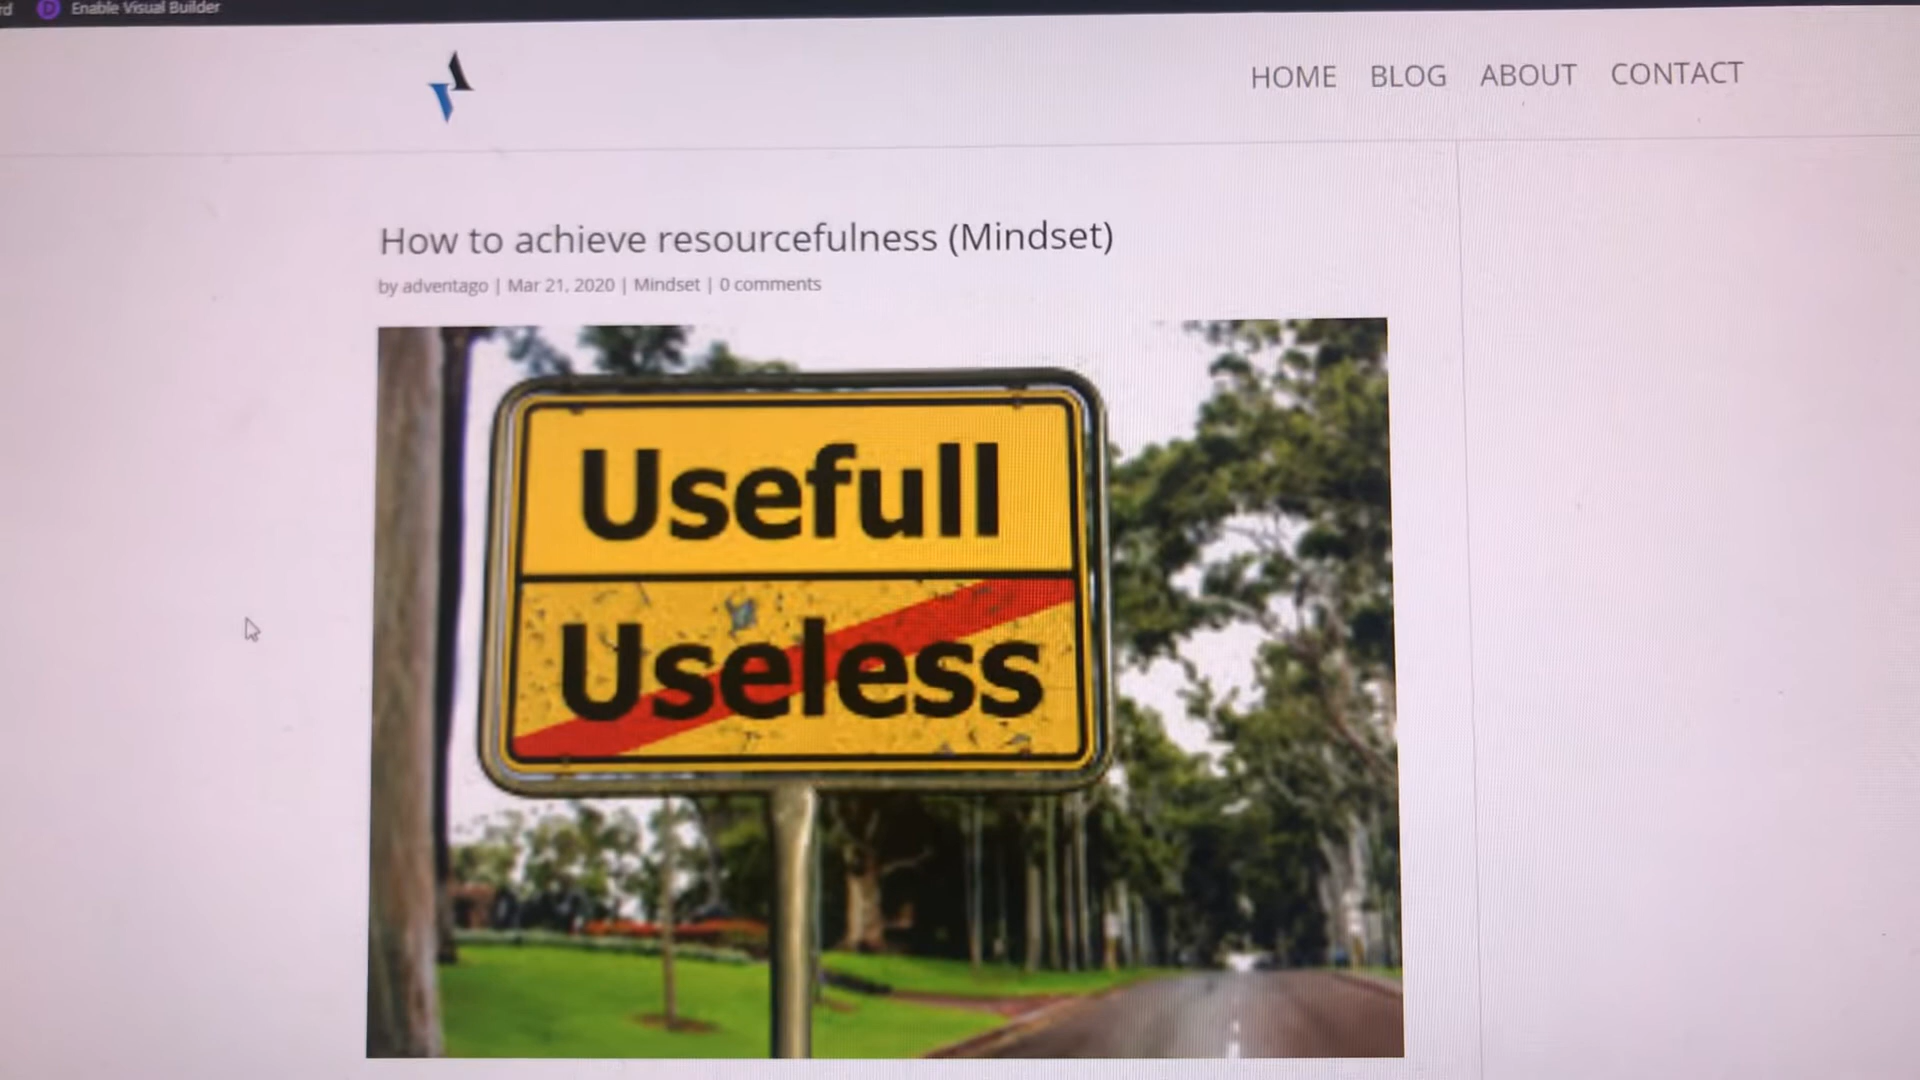 Enable Visual Builder
HOME BLOG ABOUT CONTACT
How to achieve resourcefulness (Mindset)
by adventago | Mar 21, 2020 | Mindset | 0 comments
Usefull
Useless